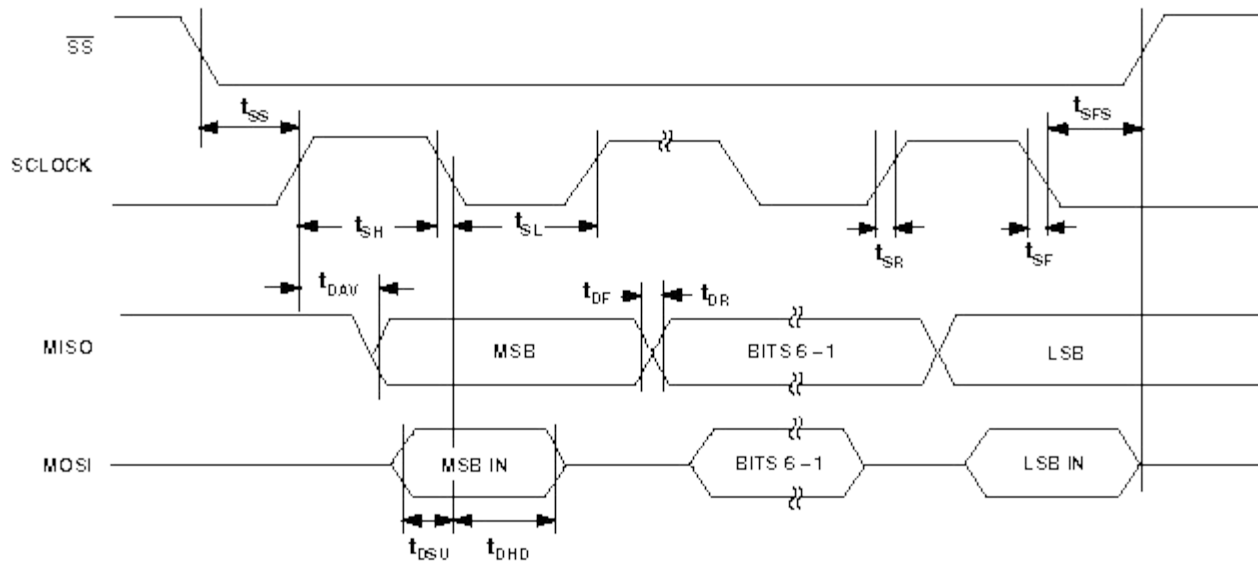 SS
tSS
tSFS
SCLOCK
tSH
tSL
tSR
tSF
tDAV
tDF
tDR
MISO
MSB
BITS 6 – 1
LSB
MOSI
MSB IN
BITS 6 – 1
LSB IN
tDSU
tDHD